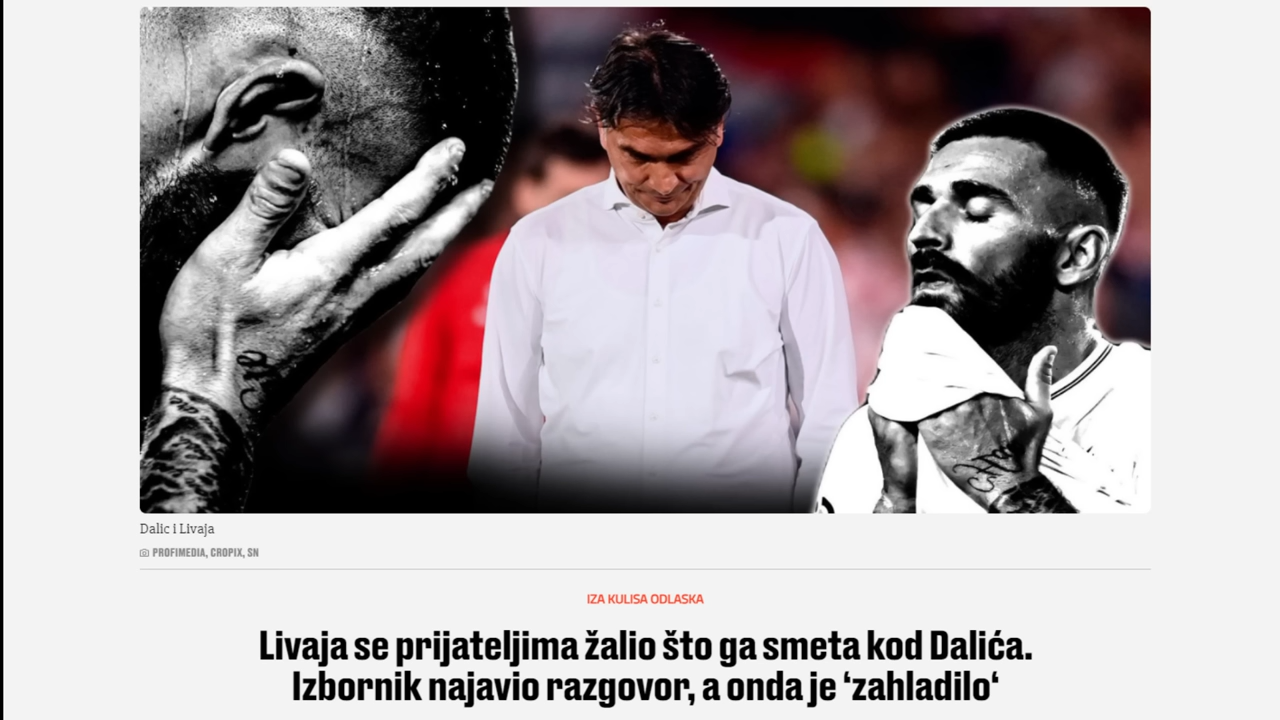 Dalic i Livaja
PROFIMEDIA, CROPIX, SN
IZA KULISA ODLASKA
Livaja se prijateljima žalio što ga smeta kod Dalića.
Izbornik najavio razgovor, a onda je ‘zahladilo‘